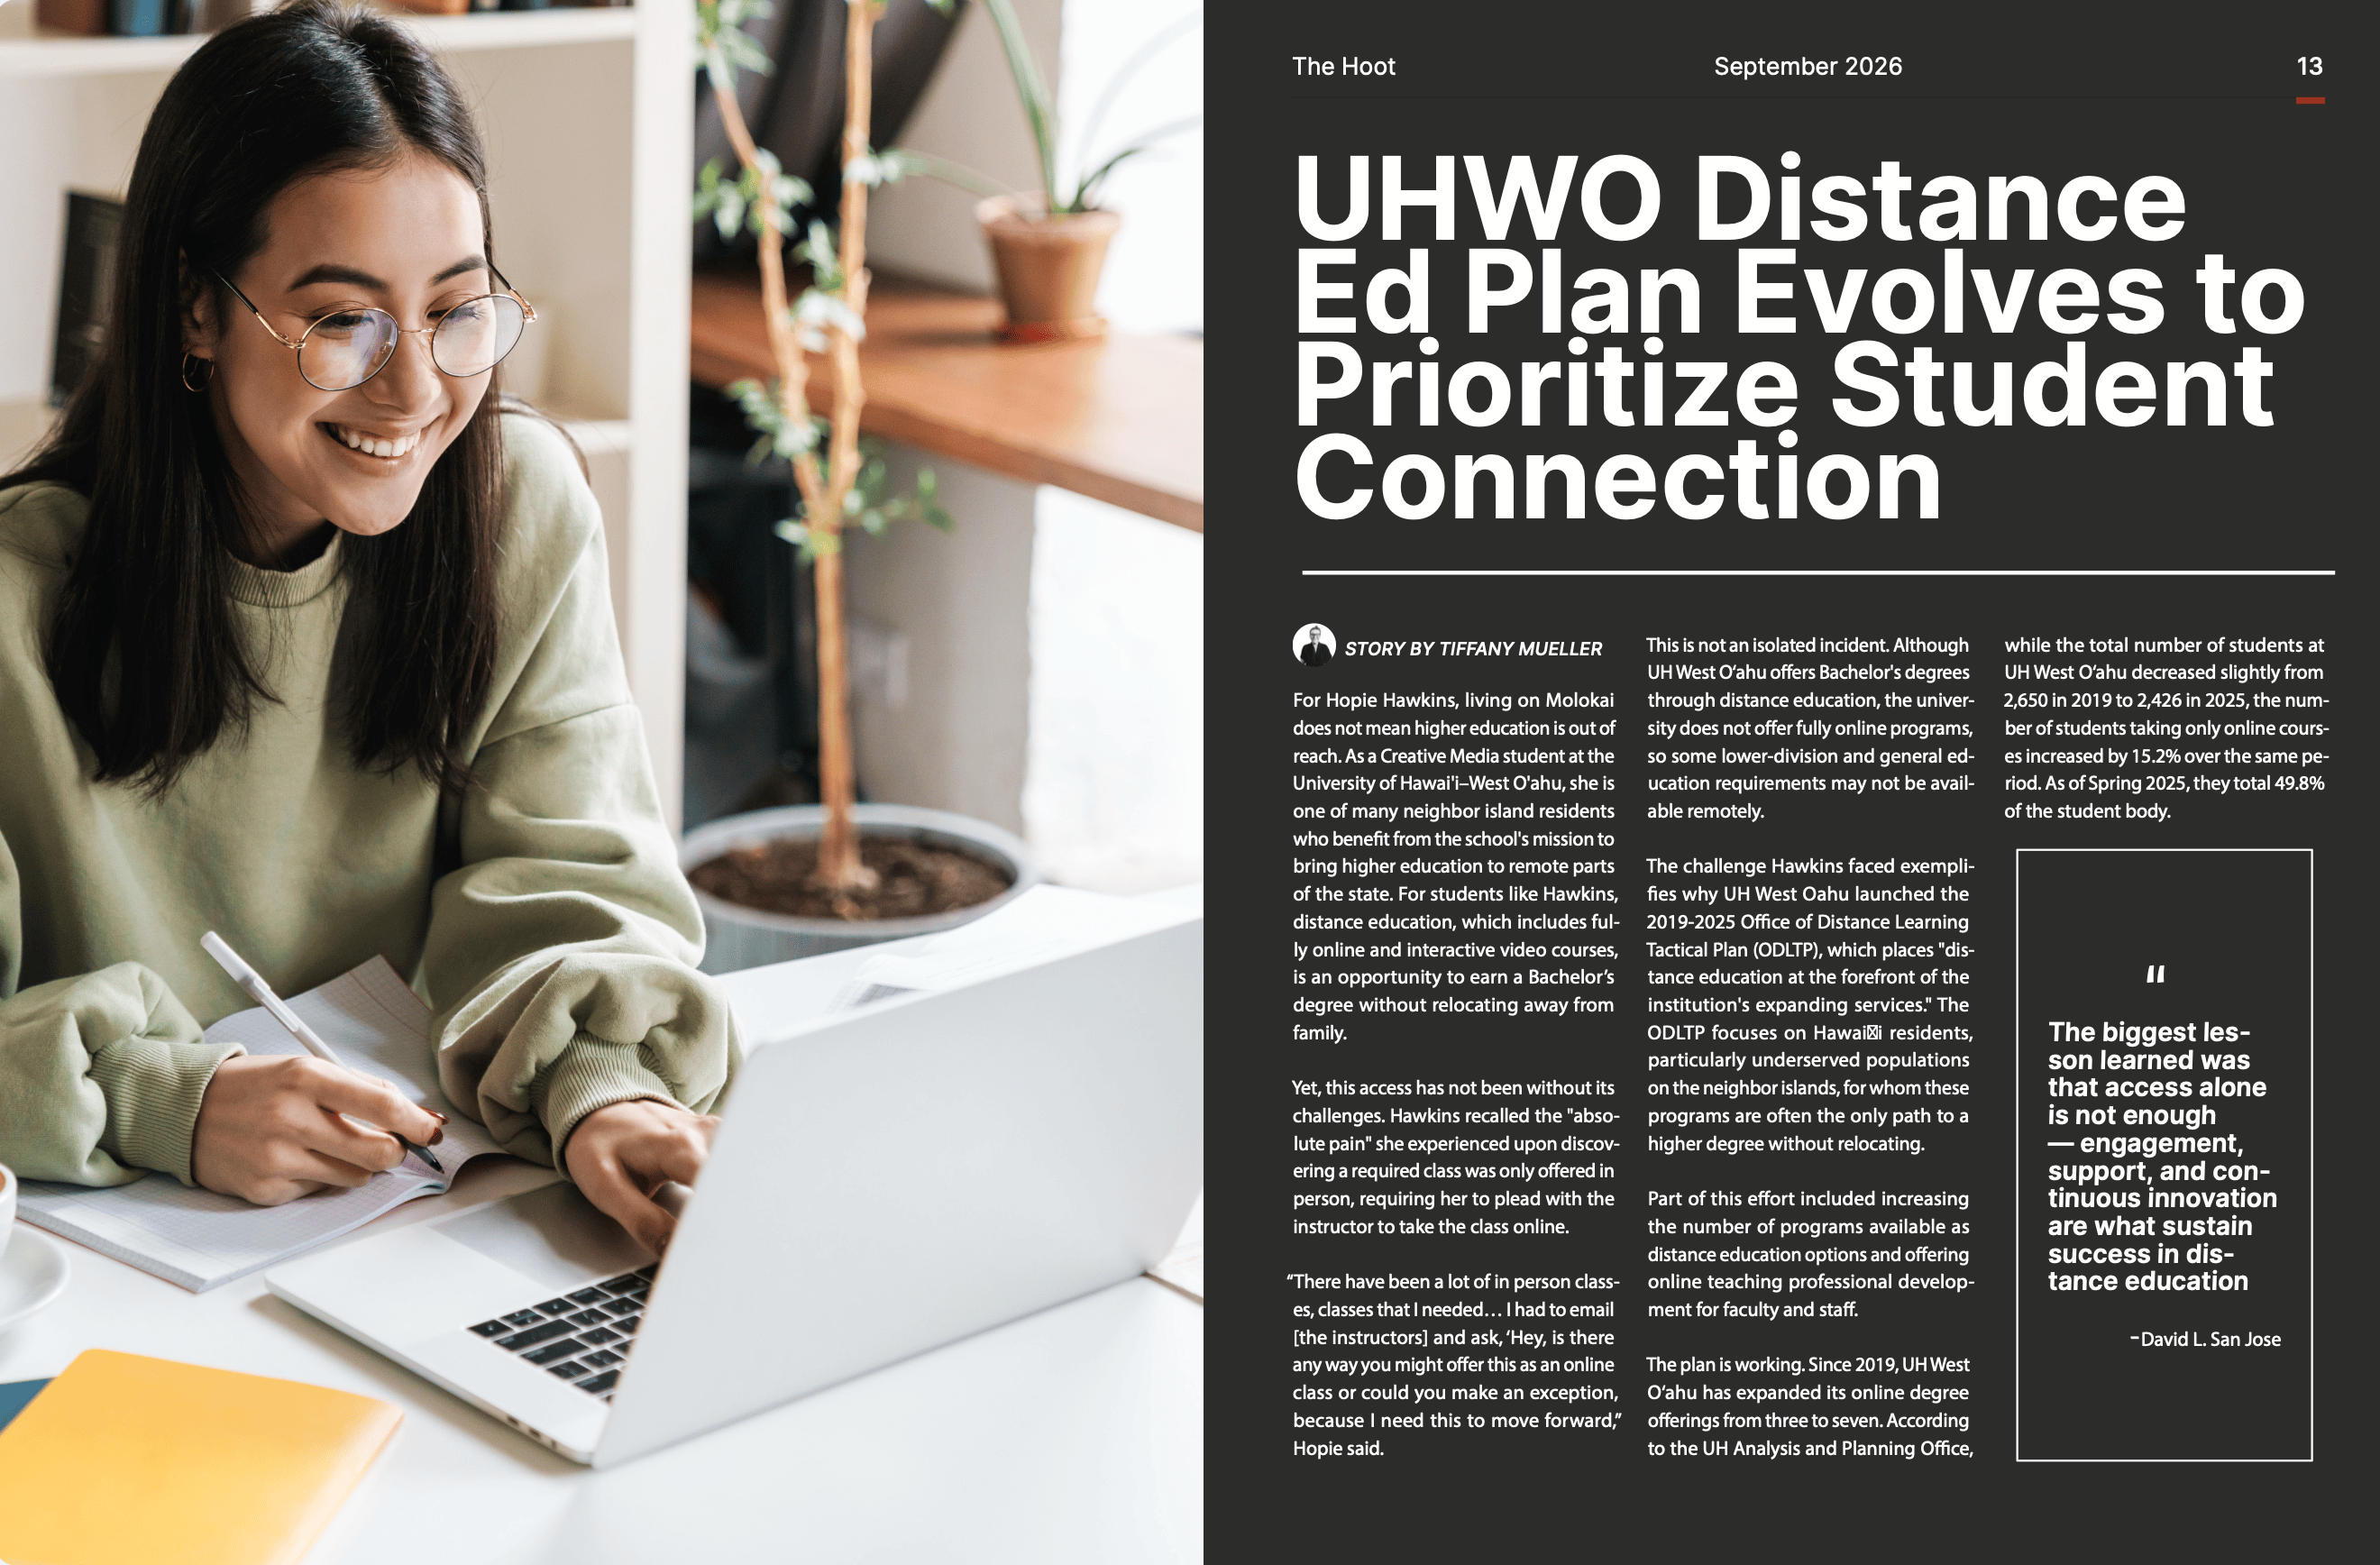 The Hoot
September 2026
13
UHWO Distance
Ed Plan Evolves to
Prioritize Student
Connection
STORY BY TIFFANY MUELLER
For Hopie Hawkins, living on Molokai
does not mean higher education is out of
reach. As a Creative Media student at the
University of Hawai'i–West O'ahu, she is
one of many neighbor island residents
who benefit from the school's mission to
bring higher education to remote parts
of the state. For students like Hawkins,
distance education, which includes ful-
ly online and interactive video courses,
is an opportunity to earn a Bachelor’s
degree without relocating away from
family.
Yet, this access has not been without its
challenges. Hawkins recalled the "abso-
lute pain" she experienced upon discov-
ering a required class was only offered in
person, requiring her to plead with the
instructor to take the class online.
“There have been a lot of in person class-
es, classes that I needed… I had to email
[the instructors] and ask, ‘Hey, is there
any way you might offer this as an online
class or could you make an exception,
because I need this to move forward,”
Hopie said.
This is not an isolated incident. Although
UH West Oʻahu offers Bachelor's degrees
through distance education, the univer-
sity does not offer fully online programs,
so some lower-division and general ed-
ucation requirements may not be avail-
able remotely.
The challenge Hawkins faced exempli-
fies why UH West Oahu launched the
2019-2025 Office of Distance Learning
Tactical Plan (ODLTP), which places "dis-
tance education at the forefront of the
institution's expanding services." The
ODLTP focuses on Hawai☒i residents,
particularly underserved populations
on the neighbor islands, for whom these
programs are often the only path to a
higher degree without relocating.
Part of this effort included increasing
the number of programs available as
distance education options and offering
online teaching professional develop-
ment for faculty and staff.
The plan is working. Since 2019, UH West
Oʻahu has expanded its online degree
offerings from three to seven. According
to the UH Analysis and Planning Office,
while the total number of students at
UH West Oʻahu decreased slightly from
2,650 in 2019 to 2,426 in 2025, the num-
ber of students taking only online cours-
es increased by 15.2% over the same pe-
riod. As of Spring 2025, they total 49.8%
of the student body.
"
The biggest les-
son learned was
that access alone
is not enough
— engagement,
support, and con-
tinuous innovation
are what sustain
success in dis-
tance education
-David L. San Jose